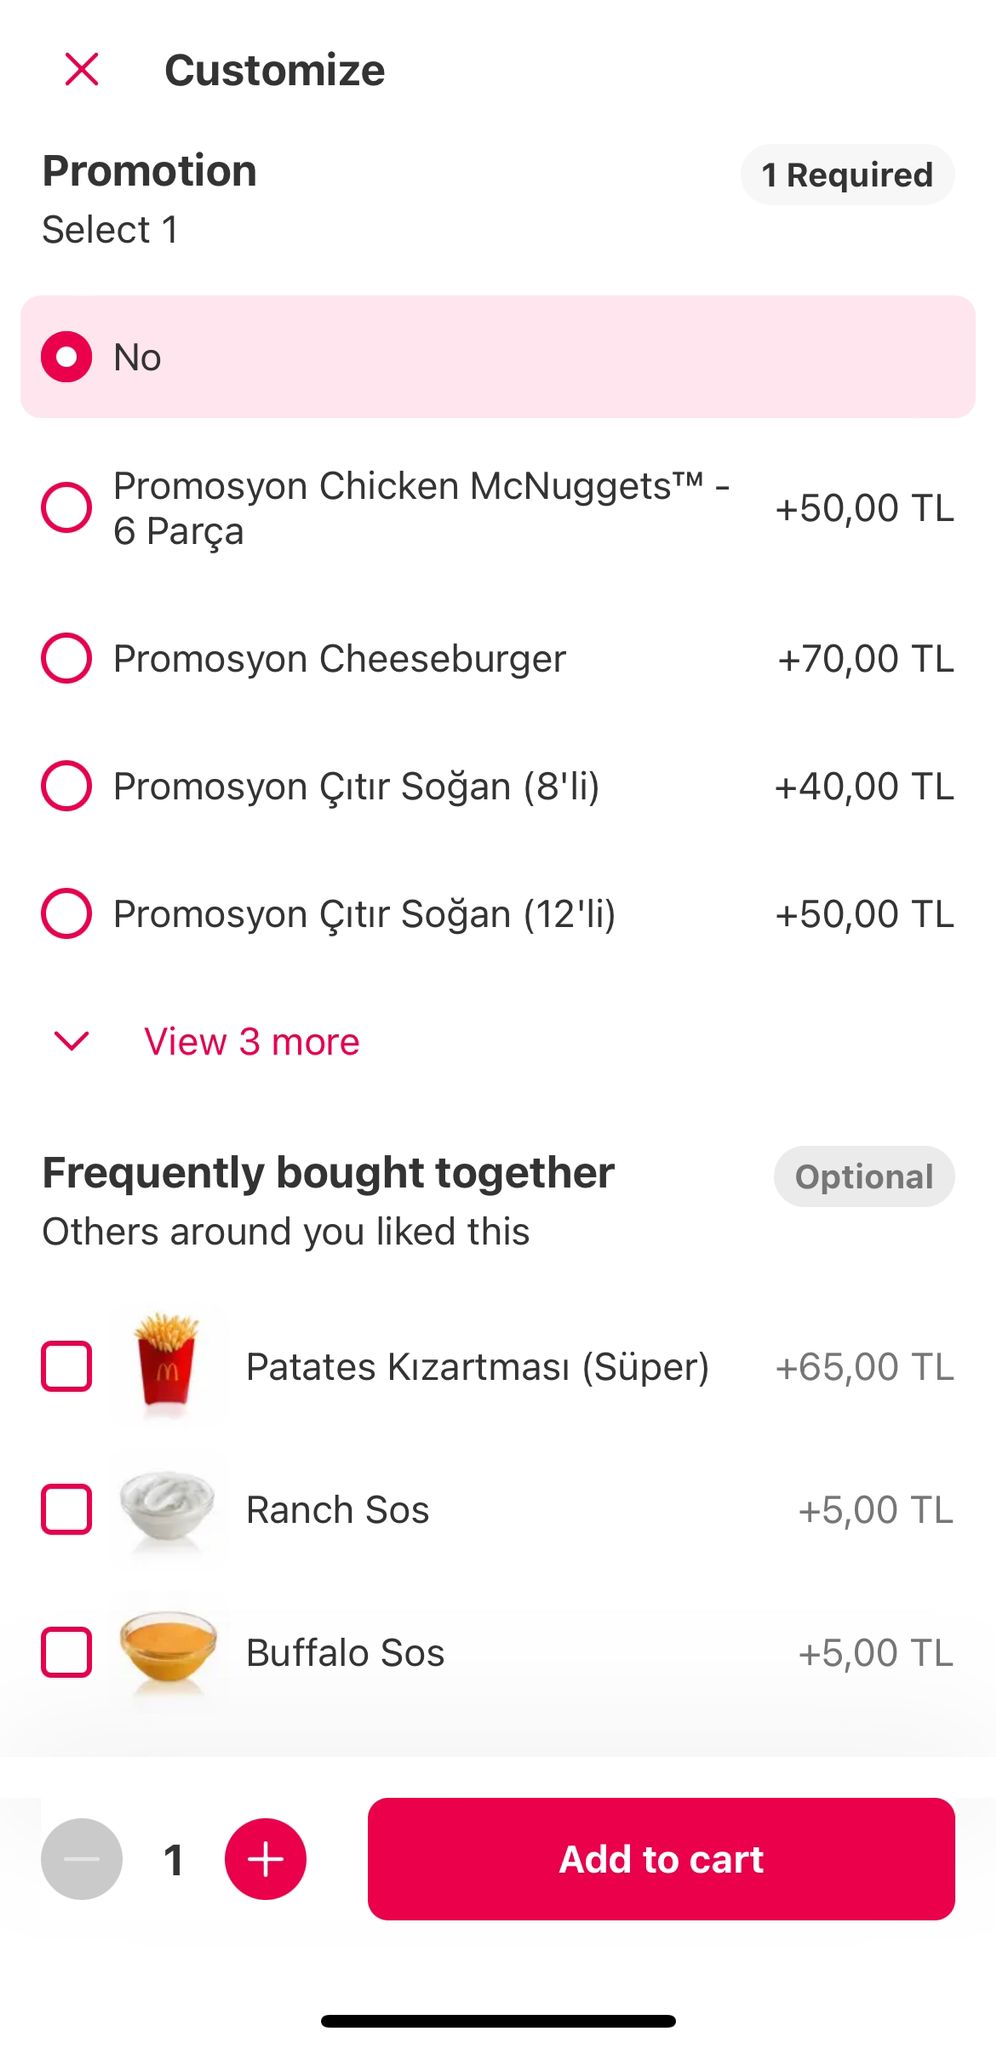 Customize
Promotion
1 Required
Select 1
No
Promosyon Chicken McNuggets™ -
6 Parça
+50,00 TL
Promosyon Cheeseburger
+70,00 TL
Promosyon Çıtır Soğan (8'li)
+40,00 TL
Promosyon Çıtır Soğan (12'li)
+50,00 TL
View 3 more
Frequently bought together
Optional
Others around you liked this
Patates Kızartması (Süper)
+65,00 TL
Ranch Sos
+5,00 TL
Buffalo Sos
+5,00 TL
1
Add to cart